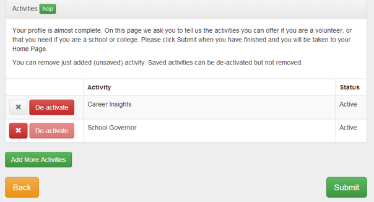 Activities help
Your profile is almost complete. On this page we ask you to tell us the activities you can offer if you are a volunteer, or
that you need if you are a school or college. Please click Submit when you have finished and you will be taken to your
Home Page.
You can remove just added (unsaved) activity. Saved activities can be de-activated but not removed.
Activity Status
× De-activate Career Insights Active
× De-activate School Governor Active
Add More Activities
Back Submit